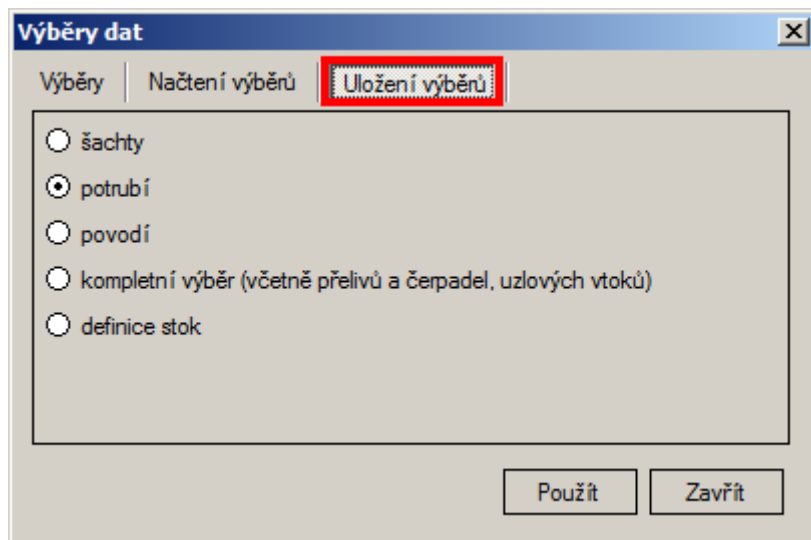 Výběry dat
Výběry Načtení výběrů Uložení výběrů
šachty
potrubí
povodí
kompletní výběr (včetně přelivů a čerpadel, uzlových vtoků)
definice stok
Použít Zavřít